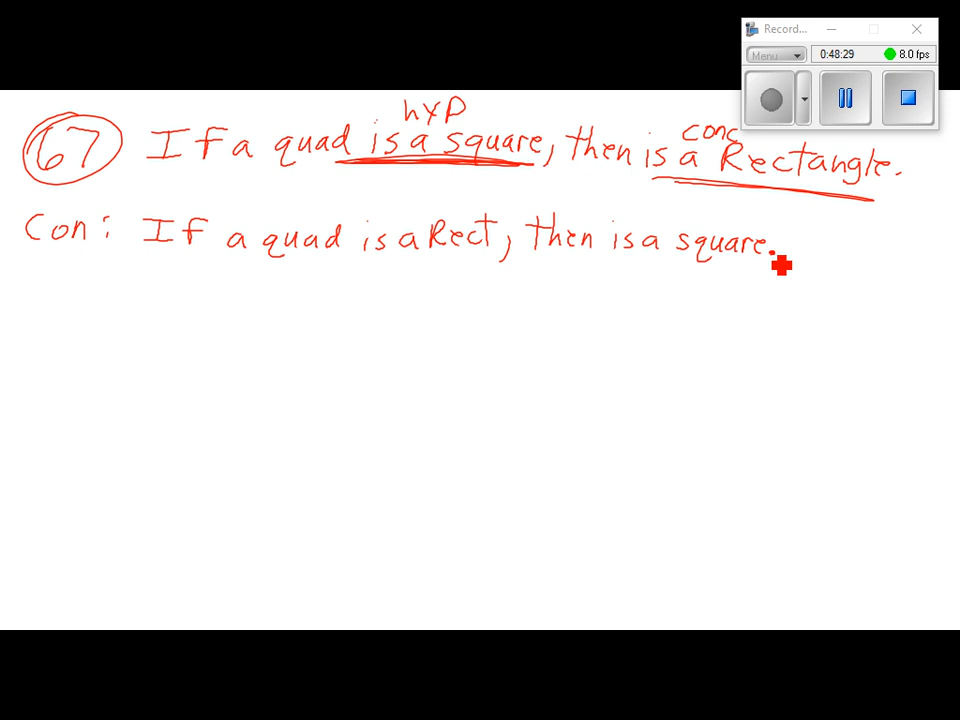 Record...
Menu
0:48:29
8.0 fps
hyp
conc
67 If a quad is a square, then is a Rectangle.
Con: If a quad is a Rect, then is a square.